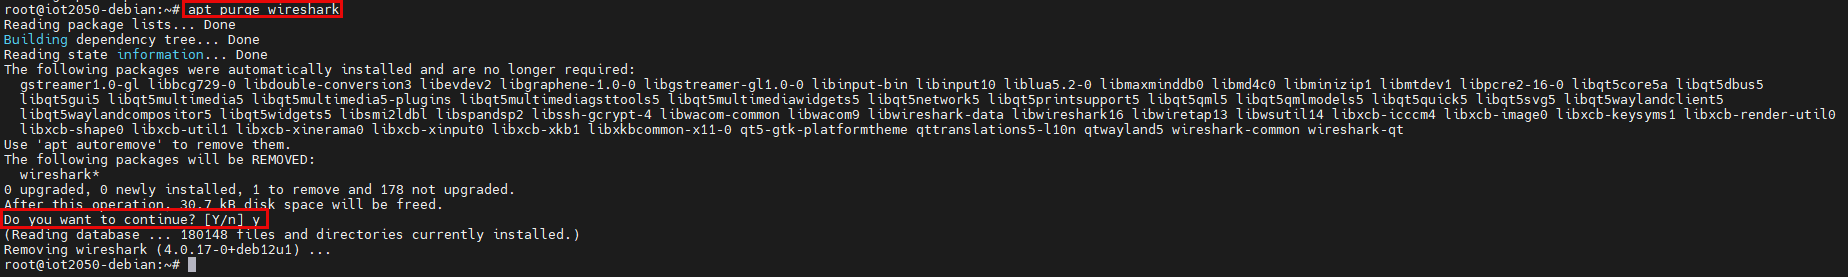 root@iot2050-debian:~# apt purge wireshark
Reading package lists... Done
Building dependency tree... Done
Reading state information... Done
The following packages were automatically installed and are no longer required:
  gstreamer1.0-gl libbcg729-0 libdouble-conversion3 libevdev2 libgraphene-1.0-0 libgstreamer-gl1.0-0 libinput-bin libinput10 liblua5.2-0 libmaxminddb0 libmd4c0 libminizip1 libmtdev1 libpcre2-16-0 libqt5core5a libqt5dbus5
  libqt5gui5 libqt5multimedia5 libqt5multimedia5-plugins libqt5multimediagsttools5 libqt5multimediawidgets5 libqt5network5 libqt5printsupport5 libqt5qml5 libqt5qmlmodels5 libqt5quick5 libqt5svg5 libqt5waylandclient5
  libqt5waylandcompositor5 libqt5widgets5 libsmi2ldbl libspandsp2 libssh-gcrypt-4 libwacom-common libwacom9 libwireshark-data libwireshark16 libwiretap13 libwsutil14 libxcb-icccm4 libxcb-image0 libxcb-keysyms1 libxcb-render-util0
  libxcb-shape0 libxcb-util1 libxcb-xinerama0 libxcb-xinput0 libxcb-xkb1 libxkbcommon-x11-0 qt5-gtk-platformtheme qttranslations5-l10n qtwayland5 wireshark-common wireshark-qt
Use 'apt autoremove' to remove them.
The following packages will be REMOVED:
  wireshark*
0 upgraded, 0 newly installed, 1 to remove and 178 not upgraded.
After this operation, 30.7 kB disk space will be freed.
Do you want to continue? [Y/n] y
(Reading database ... 180148 files and directories currently installed.)
Removing wireshark (4.0.17-0+deb12u1) ...
root@iot2050-debian:~#